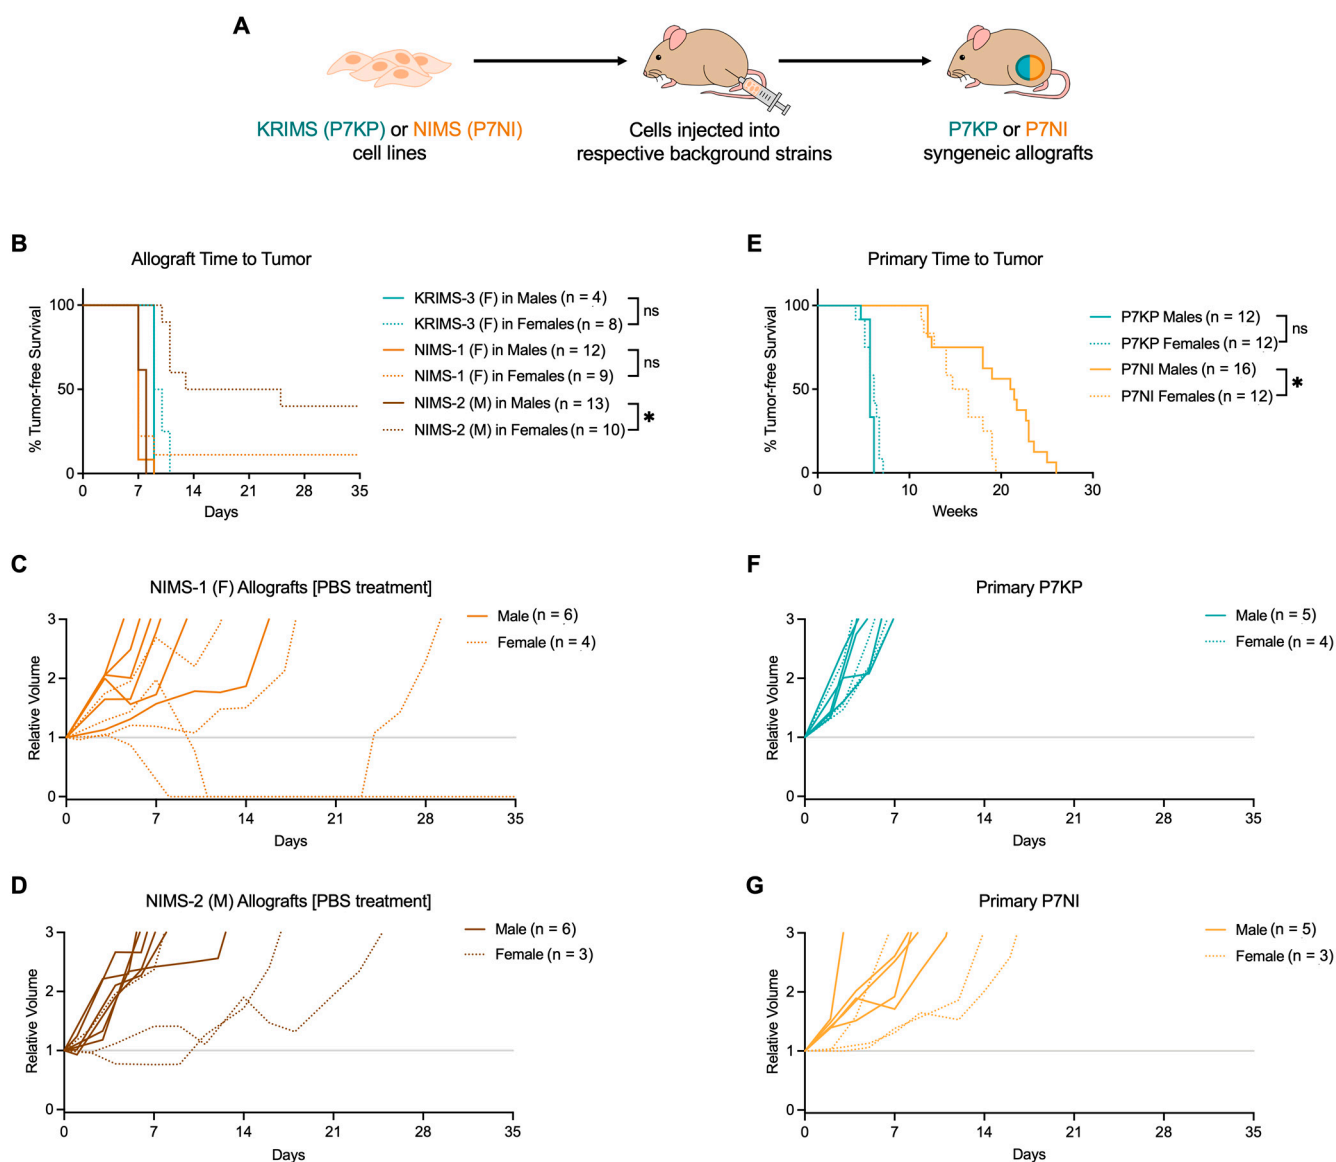 A
KRIMS (P7KP) or NIMS (P7NI)
cell lines
Cells injected into
respective background strains
P7KP or P7NI
syngeneic allografts
B
Allograft Time to Tumor
% Tumor-free Survival
100
50
0
0 7 14 21 28 35
Days
KRIMS-3 (F) in Males (n = 4)
KRIMS-3 (F) in Females (n = 8)
ns
NIMS-1 (F) in Males (n = 12)
NIMS-1 (F) in Females (n = 9)
ns
NIMS-2 (M) in Males (n = 13)
NIMS-2 (M) in Females (n = 10)
*
E
Primary Time to Tumor
% Tumor-free Survival
100
50
0
0 10 20 30
Weeks
P7KP Males (n = 12)
P7KP Females (n = 12)
ns
P7NI Males (n = 16)
P7NI Females (n = 12)
*
C
NIMS-1 (F) Allografts [PBS treatment]
Relative Volume
3
2
1
0
0 7 14 21 28 35
Days
Male (n = 6)
Female (n = 4)
F
Primary P7KP
Relative Volume
3
2
1
0
0 7 14 21 28 35
Days
Male (n = 5)
Female (n = 4)
D
NIMS-2 (M) Allografts [PBS treatment]
Relative Volume
3
2
1
0
0 7 14 21 28 35
Days
Male (n = 6)
Female (n = 3)
G
Primary P7NI
Relative Volume
3
2
1
0
0 7 14 21 28 35
Days
Male (n = 5)
Female (n = 3)